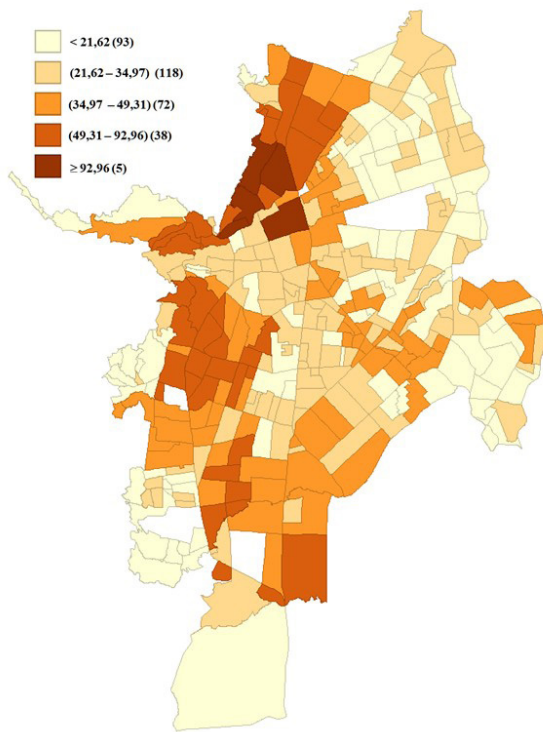 < 21,62 (93)
(21,62 – 34,97) (118)
(34,97 – 49,31) (72)
(49,31 – 92,96) (38)
≥ 92,96 (5)